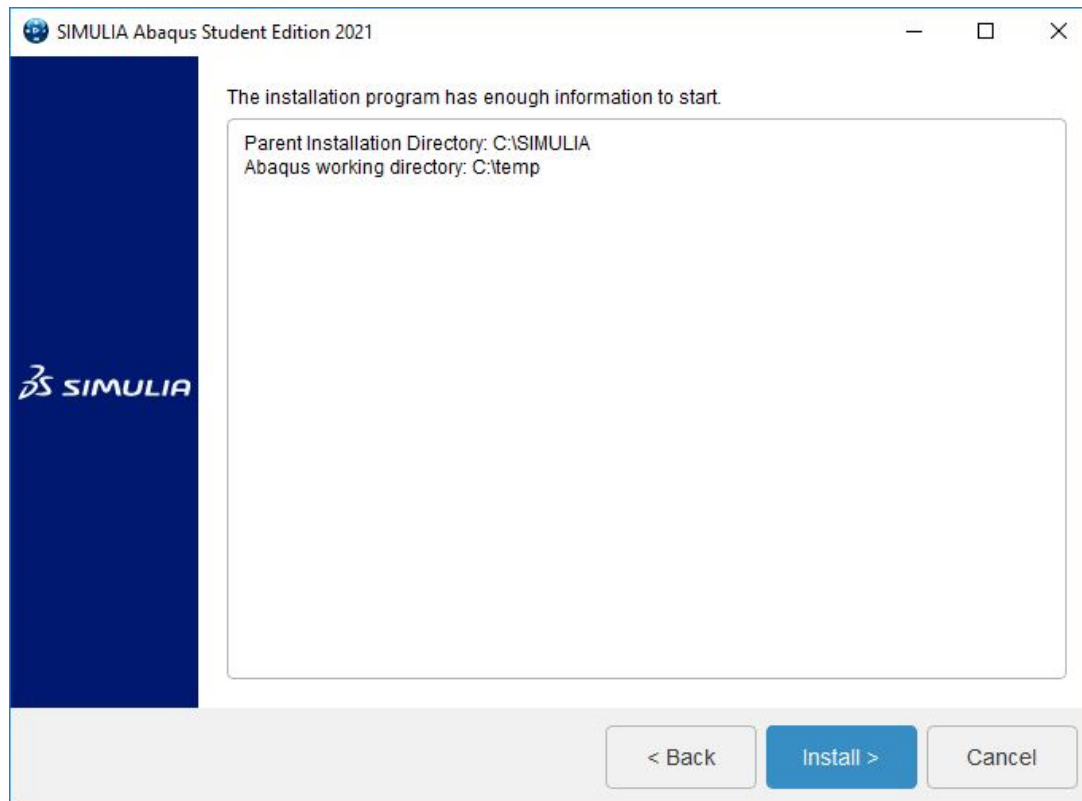 SIMULIA Abaqus Student Edition 2021
The installation program has enough information to start.
Parent Installation Directory: C:\SIMULIA
Abaqus working directory: C:\temp
3DS SIMULIA
< Back Install > Cancel